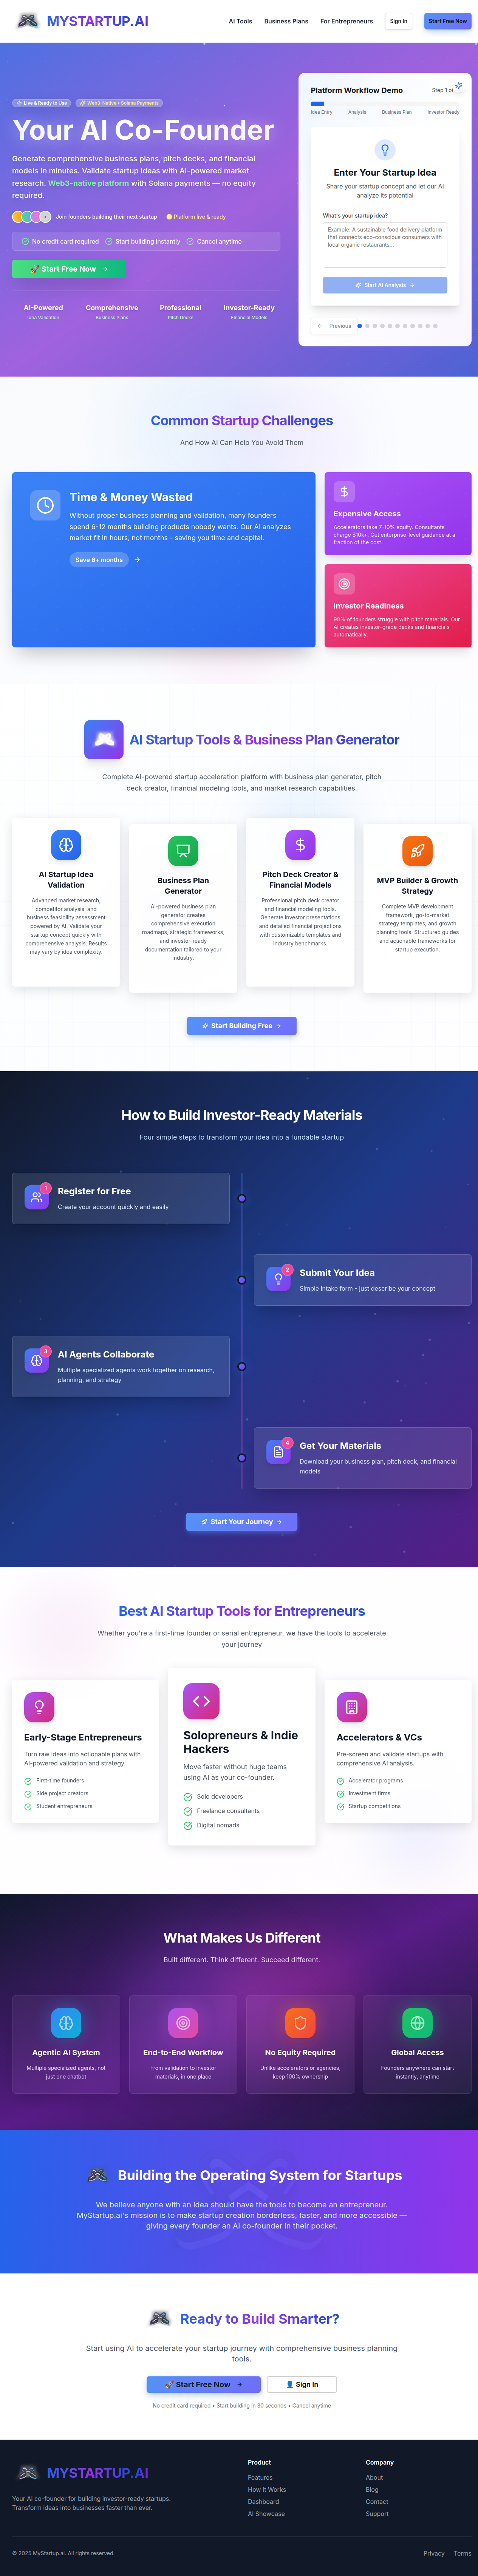 MYSTARTUP.AI
AI Tools
Business Plans
For Entrepreneurs
Sign In
Start Free Now
Live & Ready to Use
Web3-Native • Solana Payments
Your AI Co-Founder
Generate comprehensive business plans, pitch decks, and financial
models in minutes. Validate startup ideas with AI-powered market
research. Web3-native platform with Solana payments — no equity
required.
Join founders building their next startup
Platform live & ready
No credit card required
Start building instantly
Cancel anytime
🚀 Start Free Now →
AI-Powered
Idea Validation
Comprehensive
Business Plans
Professional
Pitch Decks
Investor-Ready
Financial Models
Platform Workflow Demo
Step 1 of
Idea Entry
Analysis
Business Plan
Investor Ready
Enter Your Startup Idea
Share your startup concept and let our AI
analyze its potential
What's your startup idea?
Example: A sustainable food delivery platform
that connects eco-conscious consumers with
local organic restaurants...
Start AI Analysis →
← Previous
Common Startup Challenges
And How AI Can Help You Avoid Them
Time & Money Wasted
Without proper business planning and validation, many founders
spend 6-12 months building products nobody wants. Our AI analyzes
market fit in hours, not months - saving you time and capital.
Save 6+ months →
Expensive Access
Accelerators take 7-10% equity. Consultants
charge $10k+. Get enterprise-level guidance at a
fraction of the cost.
Investor Readiness
90% of founders struggle with pitch materials. Our
AI creates investor-grade decks and financials
automatically.
AI Startup Tools & Business Plan Generator
Complete AI-powered startup acceleration platform with business plan generator, pitch
deck creator, financial modeling tools, and market research capabilities.
AI Startup Idea
Validation
Advanced market research,
competitor analysis, and
business feasibility assessment
powered by AI. Validate your
startup concept quickly with
comprehensive analysis. Results
may vary by idea complexity.
Business Plan
Generator
AI-powered business plan
generator creates
comprehensive execution
roadmaps, strategic frameworks,
and investor-ready
documentation tailored to your
industry.
Pitch Deck Creator &
Financial Models
Professional pitch deck creator
and financial modeling tools.
Generate investor presentations
and detailed financial projections
with customizable templates and
industry benchmarks.
MVP Builder & Growth
Strategy
Complete MVP development
framework, go-to-market
strategy templates, and growth
planning tools. Structured guides
and actionable frameworks for
startup execution.
Start Building Free →
How to Build Investor-Ready Materials
Four simple steps to transform your idea into a fundable startup
1
Register for Free
Create your account quickly and easily
2
Submit Your Idea
Simple intake form - just describe your concept
3
AI Agents Collaborate
Multiple specialized agents work together on research,
planning, and strategy
4
Get Your Materials
Download your business plan, pitch deck, and financial
models
Start Your Journey →
Best AI Startup Tools for Entrepreneurs
Whether you're a first-time founder or serial entrepreneur, we have the tools to accelerate
your journey
Early-Stage Entrepreneurs
Turn raw ideas into actionable plans with
AI-powered validation and strategy.
First-time founders
Side project creators
Student entrepreneurs
Solopreneurs & Indie
Hackers
Move faster without huge teams
using AI as your co-founder.
Solo developers
Freelance consultants
Digital nomads
Accelerators & VCs
Pre-screen and validate startups with
comprehensive AI analysis.
Accelerator programs
Investment firms
Startup competitions
What Makes Us Different
Built different. Think different. Succeed different.
Agentic AI System
Multiple specialized agents, not
just one chatbot
End-to-End Workflow
From validation to investor
materials, in one place
No Equity Required
Unlike accelerators or agencies,
keep 100% ownership
Global Access
Founders anywhere can start
instantly, anytime
Building the Operating System for Startups
We believe anyone with an idea should have the tools to become an entrepreneur.
MyStartup.ai's mission is to make startup creation borderless, faster, and more accessible —
giving every founder an AI co-founder in their pocket.
Ready to Build Smarter?
Start using AI to accelerate your startup journey with comprehensive business planning
tools.
🚀 Start Free Now →
👤 Sign In
No credit card required • Start building in 30 seconds • Cancel anytime
MYSTARTUP.AI
Your AI co-founder for building investor-ready startups.
Transform ideas into businesses faster than ever.
Product
Features
How It Works
Dashboard
AI Showcase
Company
About
Blog
Contact
Support
© 2025 MyStartup.ai. All rights reserved.
Privacy
Terms